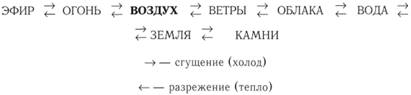 ЭФИР ⇄ ОГОНЬ ⇄ ВОЗДУХ ⇄ ВЕТРЫ ⇄ ОБЛАКА ⇄ ВОДА ⇄
⇄ ЗЕМЛЯ ⇄ КАМНИ
→ — сгущение (холод)
← — разрежение (тепло)